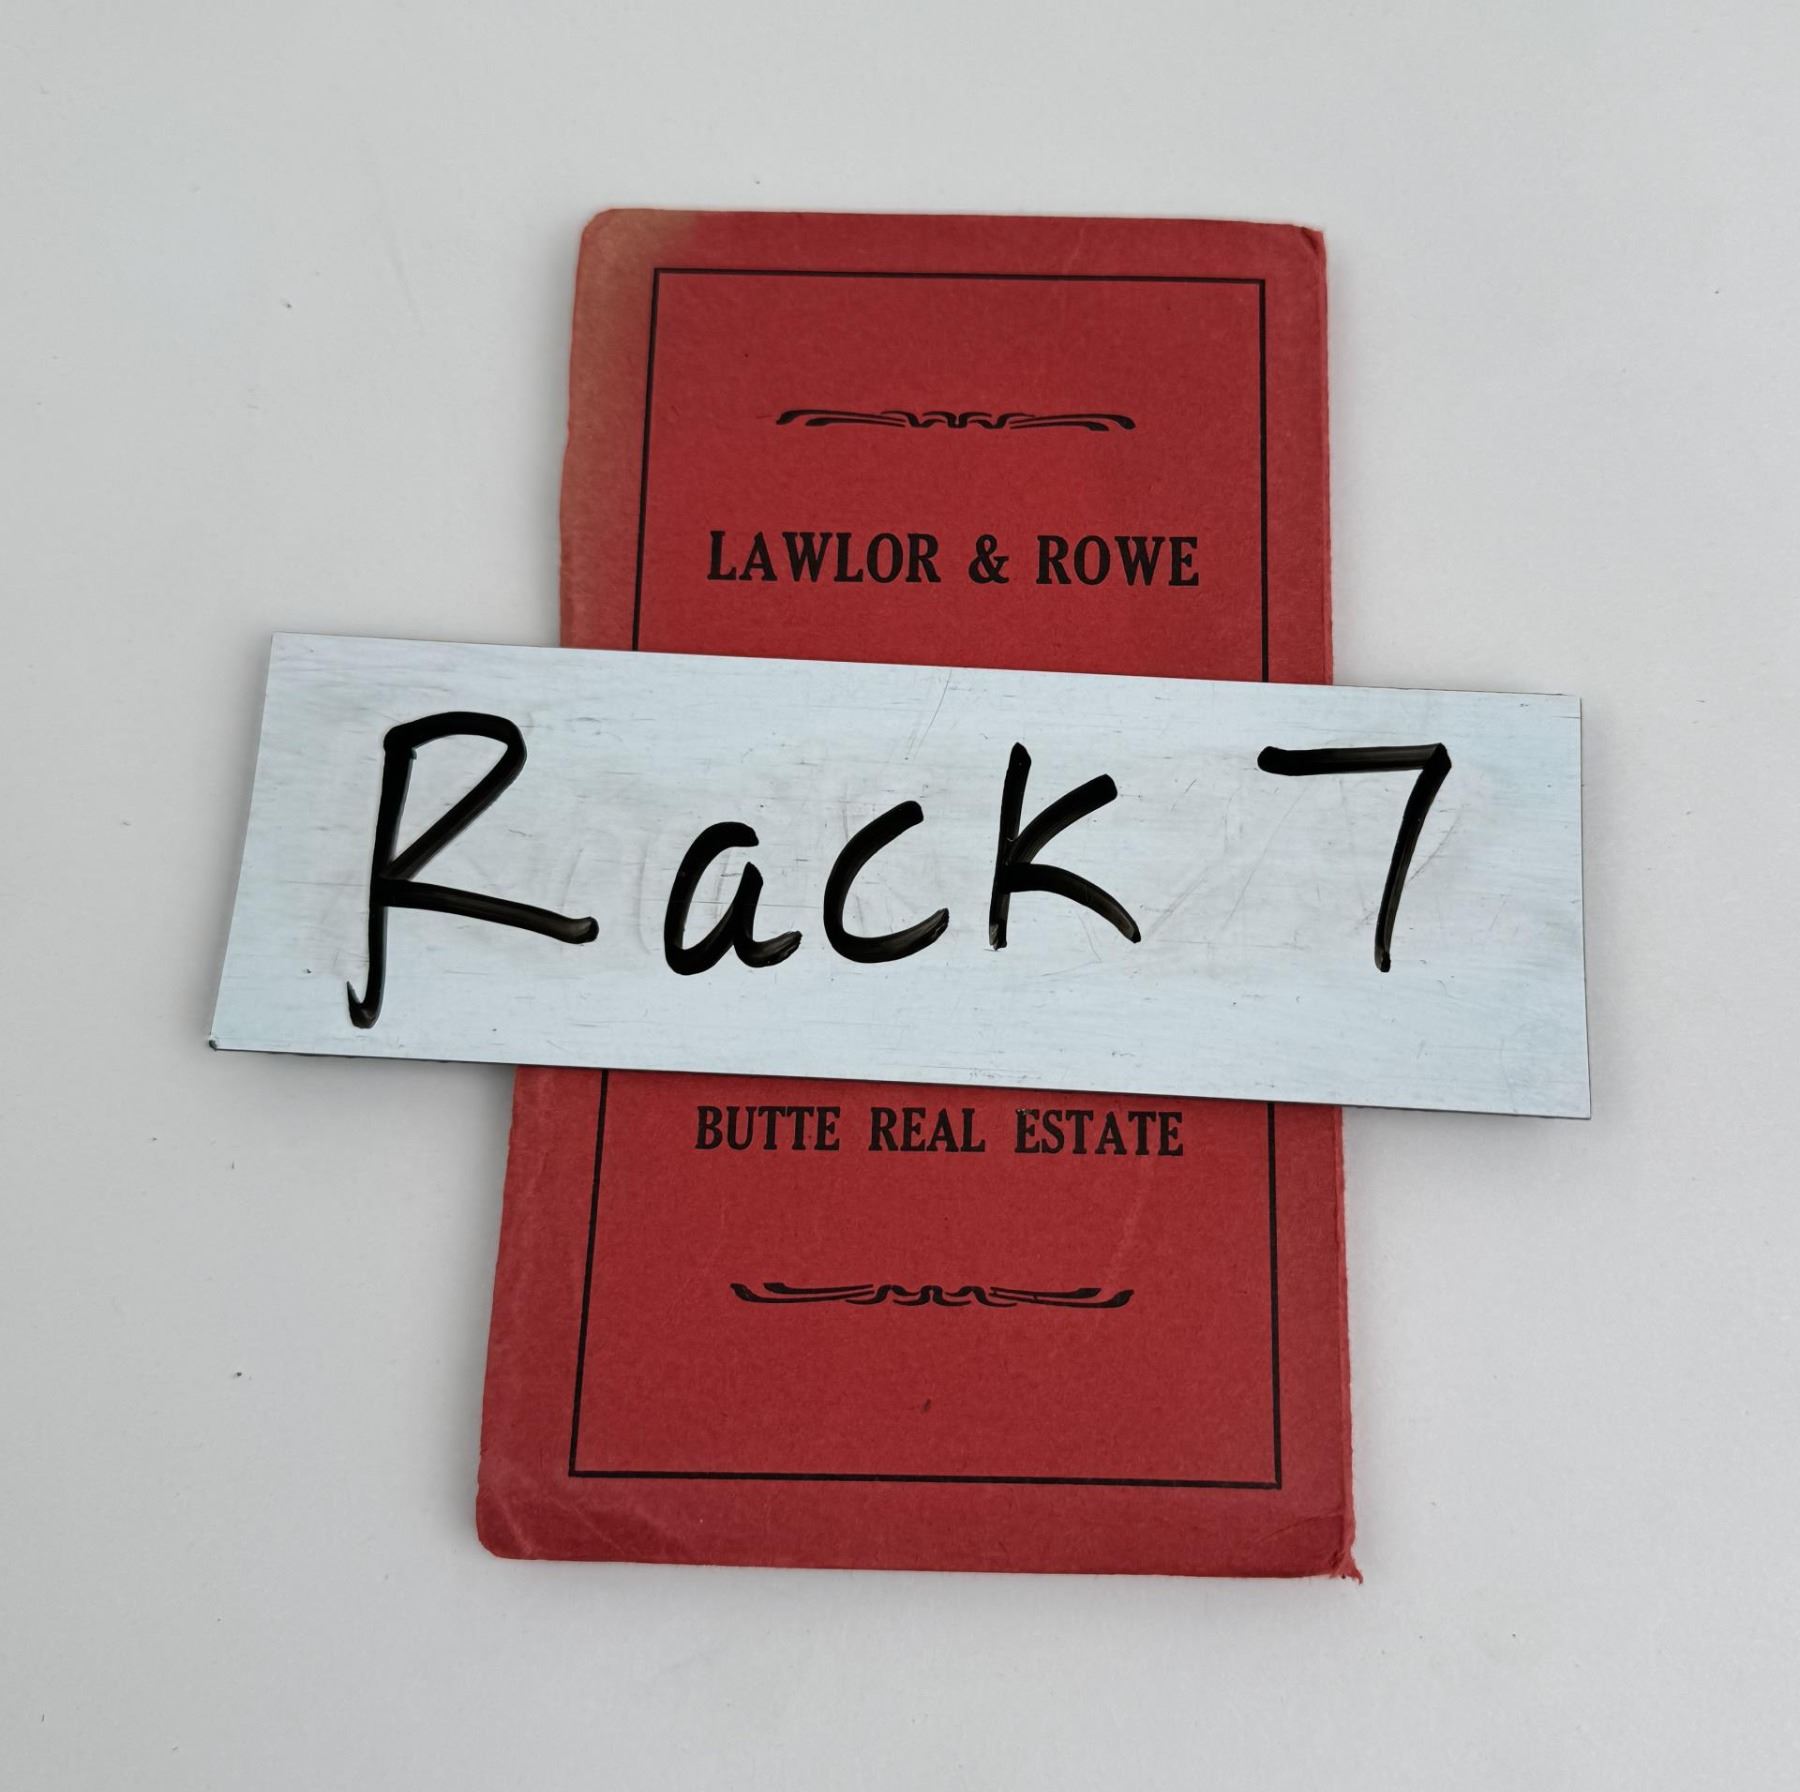 LAWLOR & ROWE
Rack 7
BUTTE REAL ESTATE